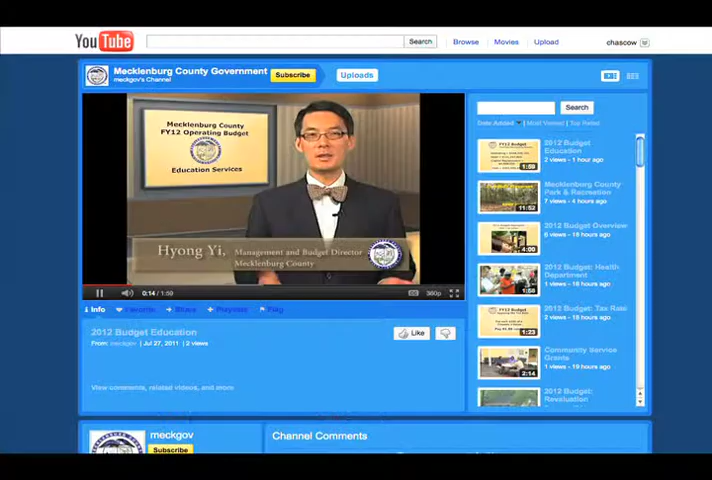 YouTube
Search
Browse
Movies
Upload
chascow
Mecklenburg County Government
meckgov's Channel
Subscribe
Uploads
Mecklenburg County
FY12 Operating Budget
Education Services
Hyong Yi, Management and Budget Director
Mecklenburg County
0:14 / 1:59
360p
Info
Favorite
Share
Playlists
Flag
2012 Budget Education
From: meckgov | Jul 27, 2011 | 2 views
Like
View comments, related videos, and more
Search
Date Added | Most Viewed | Top Rated
1:59
2012 Budget
Education
2 views - 1 hour ago
11:52
Mecklenburg County
Park & Recreation
7 views - 4 hours ago
4:00
2012 Budget Overview
6 views - 18 hours ago
2012 Budget: Health
Department
2 views - 18 hours ago
1:23
2012 Budget: Tax Rate
2 views - 18 hours ago
2:14
Community Service
Grants
1 views - 19 hours ago
2012 Budget:
Revaluation
meckgov
Subscribe
Channel Comments